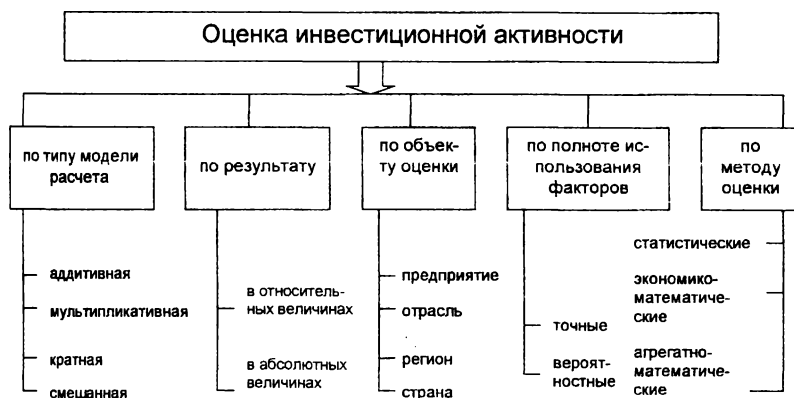 Оценка инвестиционной активности
по типу модели
расчета
по результату
по объек-
ту оценки
по полноте ис-
пользования
факторов
по
методу
оценки
аддитивная
мультипликативная
кратная
смешанная
в относитель-
ных величинах
в абсолютных
величинах
предприятие
отрасль
регион
страна
точные
вероят-
ностные
статистические
экономико-
математиче-
ские
агрегатно-
математиче-
ские